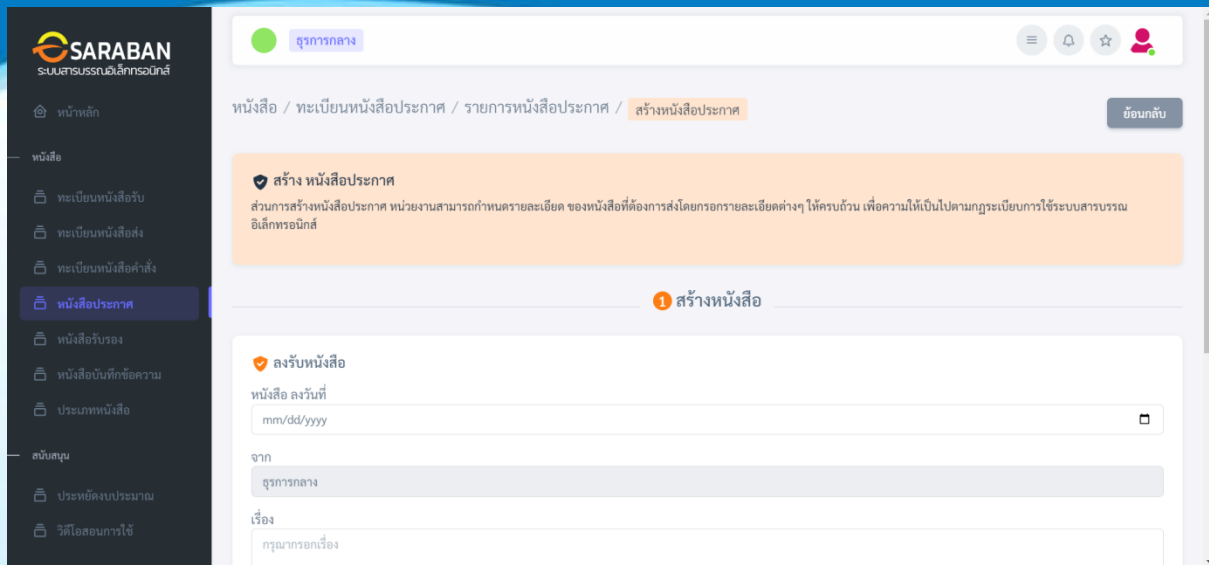 SARABAN
ระบบสารบรรณอิเล็กทรอนิกส์
หน้าหลัก
หนังสือ
ทะเบียนหนังสือรับ
ทะเบียนหนังสือส่ง
ทะเบียนหนังสือคำสั่ง
หนังสือประกาศ
หนังสือรับรอง
หนังสือบันทึกข้อความ
ประเภทหนังสือ
สนับสนุน
ประหยัดงบประมาณ
วิดีโอสอนการใช้
ธุรการกลาง
หนังสือ / ทะเบียนหนังสือประกาศ / รายการหนังสือประกาศ / สร้างหนังสือประกาศ
ย้อนกลับ
สร้าง หนังสือประกาศ
ส่วนการสร้างหนังสือประกาศ หน่วยงานสามารถกำหนดรายละเอียด ของหนังสือที่ต้องการส่งโดยกรอกรายละเอียดต่างๆ ให้ครบถ้วน เพื่อความให้เป็นไปตามกฎระเบียบการใช้ระบบสารบรรณ
อิเล็กทรอนิกส์
1 สร้างหนังสือ
ลงรับหนังสือ
หนังสือ ลงวันที่
mm/dd/yyyy
จาก
ธุรการกลาง
เรื่อง
กรุณากรอกเรื่อง